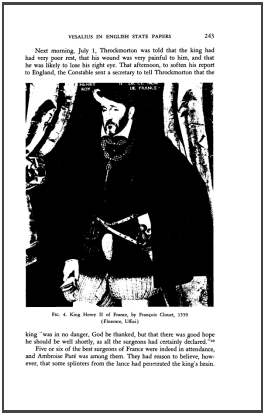 VESALIUS IN ENGLISH STATE PAPERS 243
Next morning, July 1, Throckmorton was told that the king had
had very poor rest, that his wound was very painful to him, and that
he was likely to lose his right eye. That afternoon, to soften his report
to England, the Constable sent a secretary to tell Throckmorton that the
HENRY II
ROY DE FRANCE
FIG. 4. King Henry II of France, by François Clouet, 1559
(Florence, Uffizi)
king "was in no danger, God be thanked, but that there was good hope
he should be well shortly, as all the surgeons had certainly declared."
Five or six of the best surgeons of France were indeed in attendance,
and Ambroise Paré was among them. They had reason to believe, how-
ever, that some splinters from the lance had penetrated the king's brain.